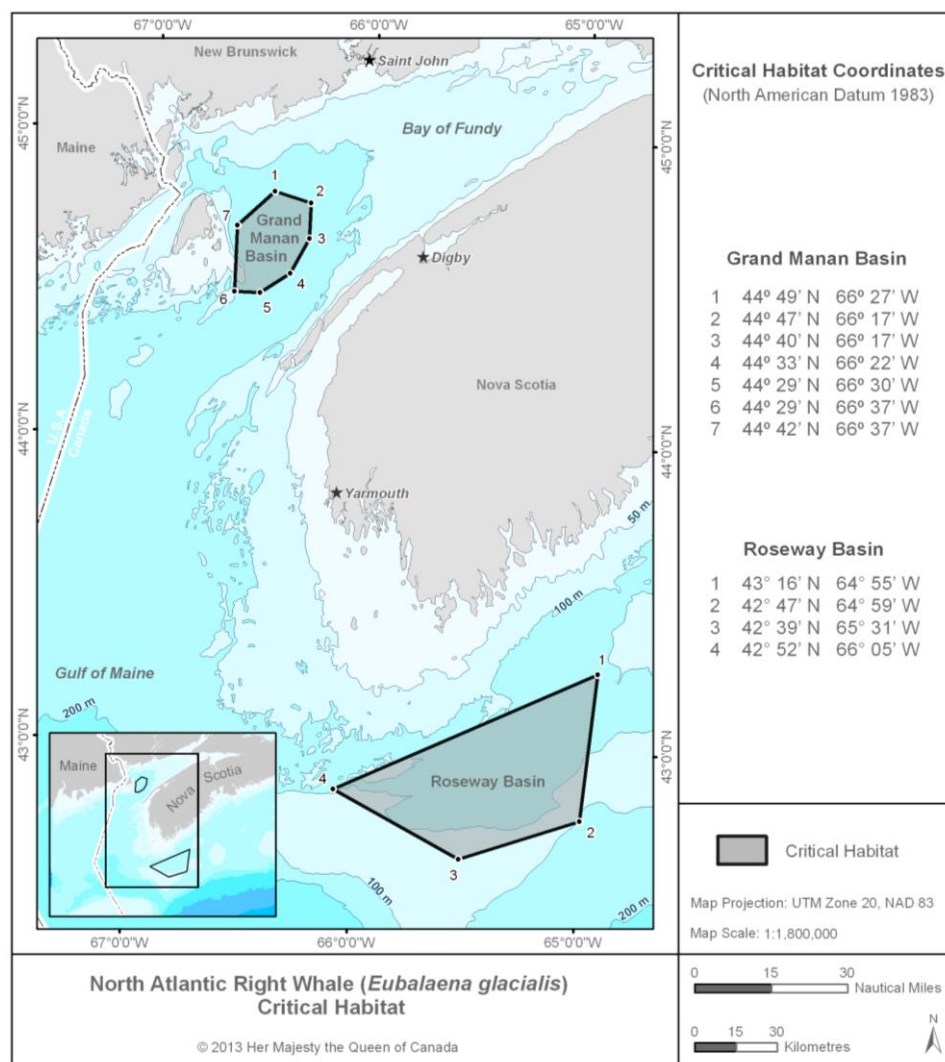 67°0'0"W 66°0'0"W 65°0'0"W
New Brunswick
Saint John
45°0'0"N
Maine
Bay of Fundy
45°0'0"N
1
2
7
Grand
Manan
Basin
3
4
6
5
Digby
Nova Scotia
44°0'0"N
U.S.A
Canada
44°0'0"N
Yarmouth
50 m
100 m
Gulf of Maine
200 m
1
43°0'0"N
43°0'0"N
4
Roseway Basin
2
3
100 m
200 m
Maine
Nova Scotia
67°0'0"W 66°0'0"W 65°0'0"W
North Atlantic Right Whale (Eubalaena glacialis)
Critical Habitat
© 2013 Her Majesty the Queen of Canada
Critical Habitat Coordinates
(North American Datum 1983)
Grand Manan Basin
1 44º 49' N 66º 27' W
2 44º 47' N 66º 17' W
3 44º 40' N 66º 17' W
4 44º 33' N 66º 22' W
5 44º 29' N 66º 30' W
6 44º 29' N 66º 37' W
7 44º 42' N 66º 37' W
Roseway Basin
1 43° 16' N 64° 55' W
2 42° 47' N 64° 59' W
3 42° 39' N 65° 31' W
4 42° 52' N 66° 05' W
Critical Habitat
Map Projection: UTM Zone 20, NAD 83
Map Scale: 1:1,800,000
0 15 30
Nautical Miles
0 15 30
Kilometres
N